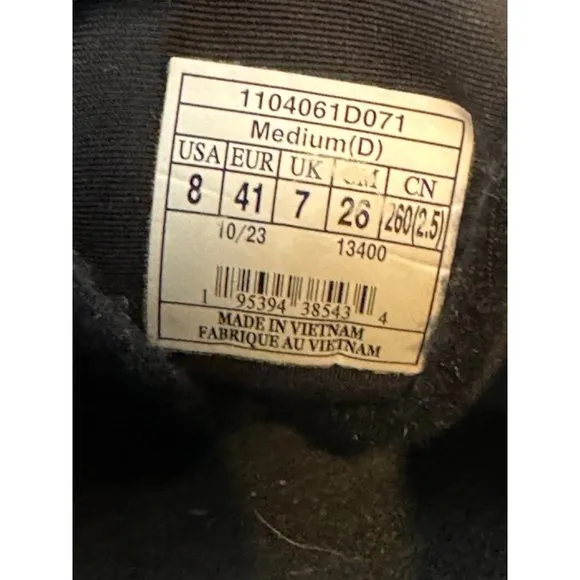 1104061D071
Medium(D)
USA EUR UK CM CN
8 41 7 26 260(2.5)
10/23 13400
1 95394 38543 4
MADE IN VIETNAM
FABRIQUE AU VIETNAM